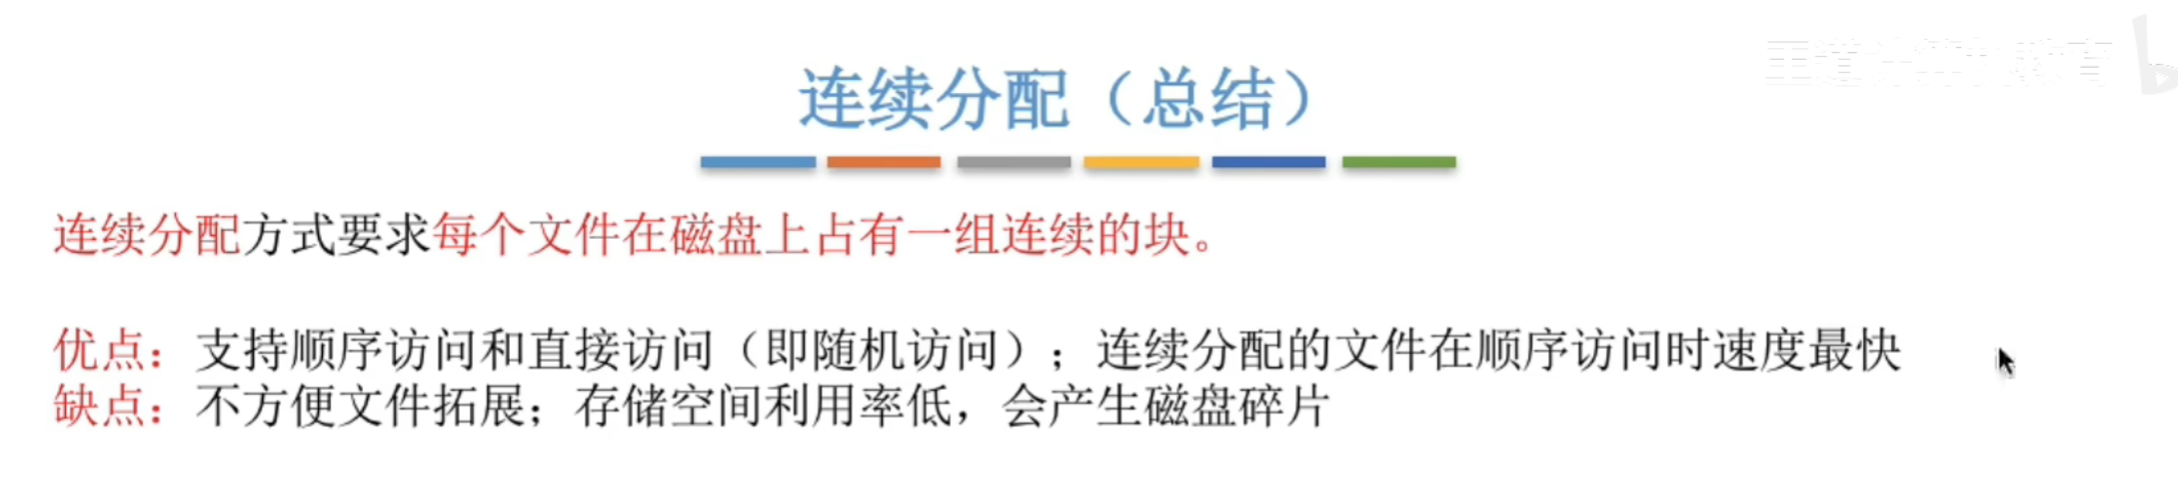 王道计算机教育
连续分配（总结）
连续分配方式要求每个文件在磁盘上占有一组连续的块。
优点：支持顺序访问和直接访问（即随机访问）；连续分配的文件在顺序访问时速度最快
缺点：不方便文件拓展；存储空间利用率低，会产生磁盘碎片